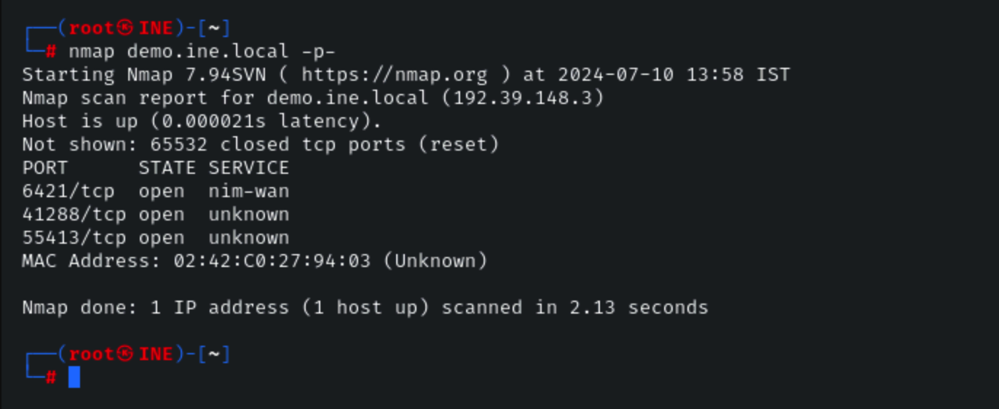 ┌──(root㉿INE)-[~]
└─# nmap demo.ine.local -p-
Starting Nmap 7.94SVN ( https://nmap.org ) at 2024-07-10 13:58 IST
Nmap scan report for demo.ine.local (192.39.148.3)
Host is up (0.000021s latency).
Not shown: 65532 closed tcp ports (reset)
PORT      STATE SERVICE
6421/tcp  open  nim-wan
41288/tcp open  unknown
55413/tcp open  unknown
MAC Address: 02:42:C0:27:94:03 (Unknown)

Nmap done: 1 IP address (1 host up) scanned in 2.13 seconds

┌──(root㉿INE)-[~]
└─#